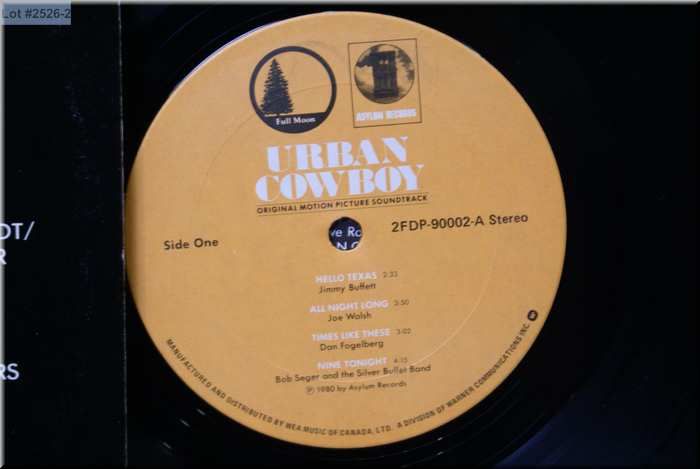 Lot #2526-2
Full Moon
ASYLUM RECORDS
URBAN
COWBOY
ORIGINAL MOTION PICTURE SOUNDTRACK
Side One
2FDP-90002-A Stereo
HELLO TEXAS 2:33
Jimmy Buffett
ALL NIGHT LONG 3:50
Joe Walsh
TIMES LIKE THESE 3:02
Dan Fogelberg
NINE TONIGHT 4:15
Bob Seger and the Silver Bullet Band
Ⓟ 1980 by Asylum Records
MANUFACTURED AND DISTRIBUTED BY WEA MUSIC OF CANADA, LTD. A DIVISION OF WARNER COMMUNICATIONS INC.
DT/
R
RS